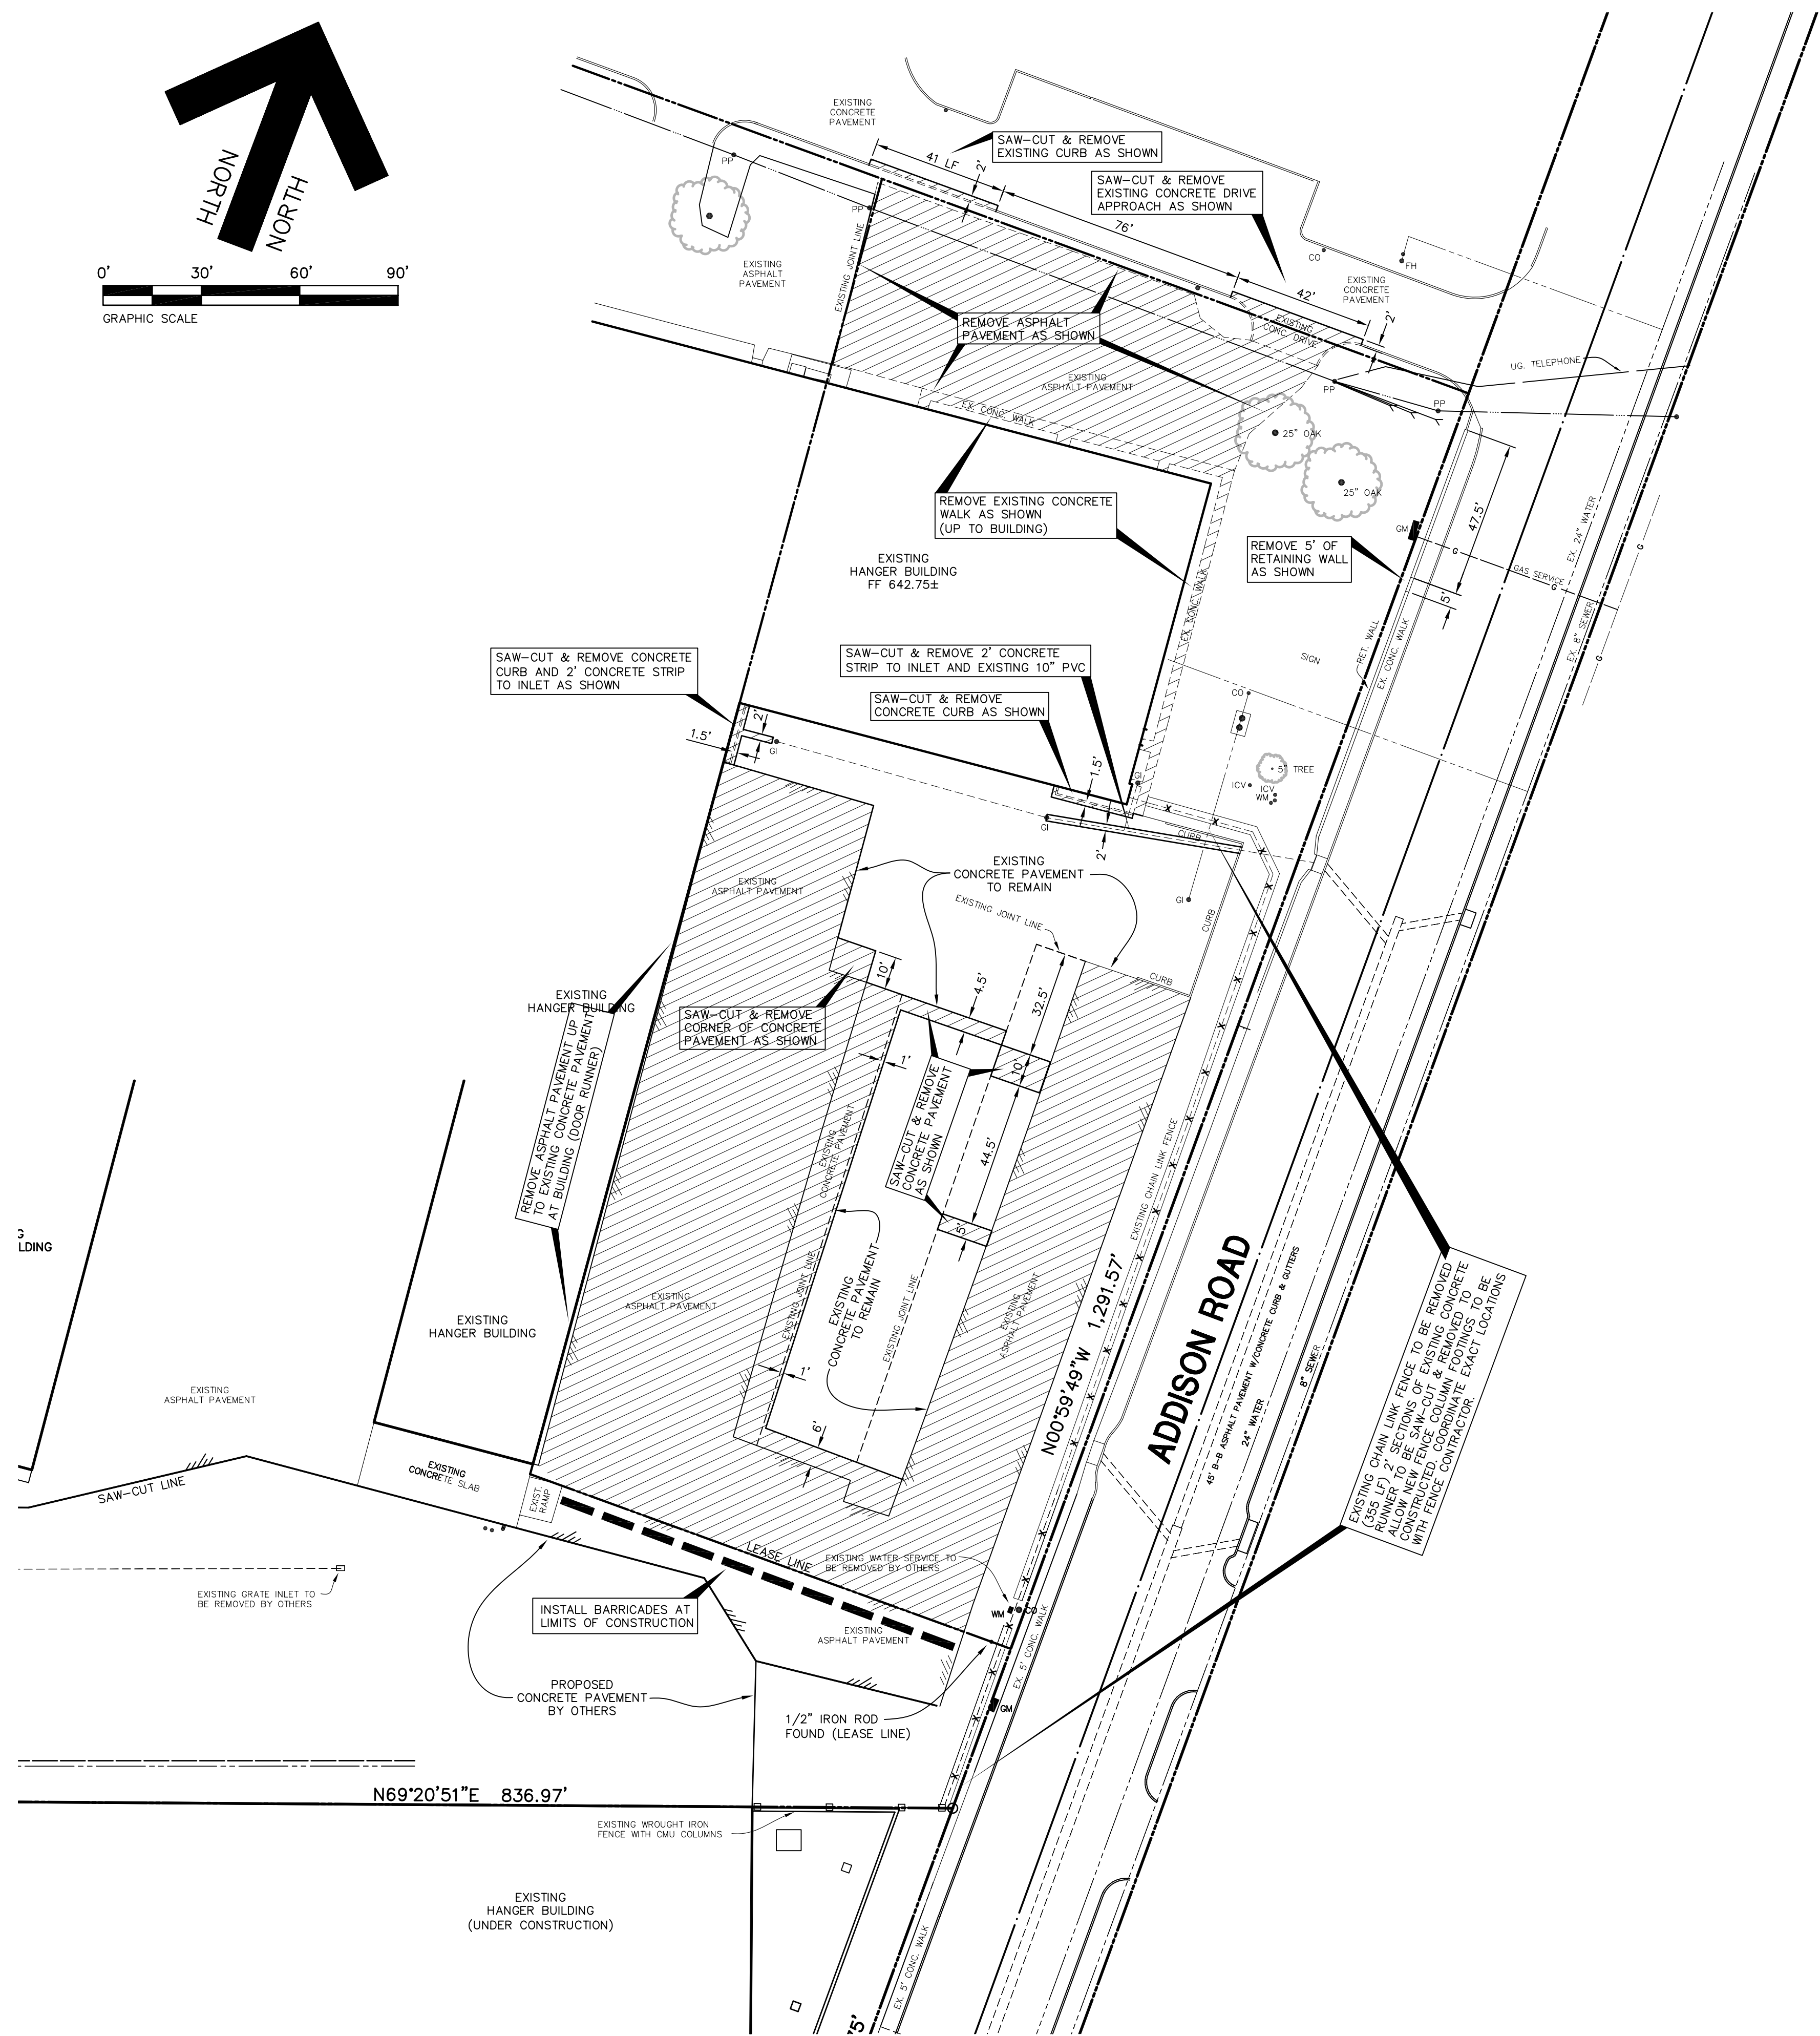 NORTH
NORTH
0' 30' 60' 90'
GRAPHIC SCALE
EXISTING
CONCRETE
PAVEMENT
SAW-CUT & REMOVE
EXISTING CURB AS SHOWN
41 LF
2'
SAW-CUT & REMOVE
EXISTING CONCRETE DRIVE
APPROACH AS SHOWN
76'
PP
PP
EXISTING
ASPHALT
PAVEMENT
EXISTING JOINT LINE
CO
FH
EXISTING
CONCRETE
PAVEMENT
42'
2'
EXISTING
CONC. DRIVE
REMOVE ASPHALT
PAVEMENT AS SHOWN
EXISTING
ASPHALT PAVEMENT
UG. TELEPHONE
PP
PP
EX. CONC. WALK
25" OAK
25" OAK
REMOVE EXISTING CONCRETE
WALK AS SHOWN
(UP TO BUILDING)
47.5'
EX. 24" WATER
GM
G
G
G
G
GAS SERVICE
REMOVE 5' OF
RETAINING WALL
AS SHOWN
5'
EXISTING
HANGER BUILDING
FF 642.75±
EX. CONC. WALK
EX. 8" SEWER
RET. WALL
EX. CONC. WALK
SIGN
SAW-CUT & REMOVE CONCRETE
CURB AND 2' CONCRETE STRIP
TO INLET AS SHOWN
SAW-CUT & REMOVE 2' CONCRETE
STRIP TO INLET AND EXISTING 10" PVC
SAW-CUT & REMOVE
CONCRETE CURB AS SHOWN
CO
2'
1.5'
GI
1.5'
GI
5" TREE
ICV
ICV
WM
GI
CURB
2'
EXISTING
CONCRETE PAVEMENT
TO REMAIN
EXISTING
ASPHALT PAVEMENT
EXISTING JOINT LINE
GI
CURB
CURB
10'
4.5'
32.5'
EXISTING
HANGER BUILDING
SAW-CUT & REMOVE
CORNER OF CONCRETE
PAVEMENT AS SHOWN
REMOVE ASPHALT PAVEMENT UP
TO EXISTING CONCRETE PAVEMENT
AT BUILDING (DOOR RUNNER)
1'
10'
SAW-CUT & REMOVE
CONCRETE PAVEMENT
AS SHOWN
44.5'
EXISTING
CONCRETE PAVEMENT
EXISTING CHAIN LINK FENCE
5'
G
LDING
EXISTING
CONCRETE PAVEMENT
TO REMAIN
EXISTING JOINT LINE
EXISTING JOINT LINE
EXISTING
ASPHALT PAVEMENT
EXISTING
ASPHALT PAVEMENT
N00°59'49"W 1,291.57'
ADDISON ROAD
45' B-B ASPHALT PAVEMENT W/CONCRETE CURB & GUTTERS
24" WATER
8" SEWER
EXISTING CHAIN LINK FENCE TO BE REMOVED
(355 LF) 2' SECTIONS OF EXISTING CONCRETE
RUNNER TO BE SAW-CUT & REMOVED TO
ALLOW NEW FENCE COLUMN FOOTINGS TO BE
CONSTRUCTED. COORDINATE EXACT LOCATIONS
WITH FENCE CONTRACTOR.
EXISTING
HANGER BUILDING
1'
6'
EXISTING
ASPHALT PAVEMENT
SAW-CUT LINE
EXISTING
CONCRETE SLAB
EXIST.
RAMP
LEASE LINE
EXISTING WATER SERVICE TO
BE REMOVED BY OTHERS
EXISTING GRATE INLET TO
BE REMOVED BY OTHERS
INSTALL BARRICADES AT
LIMITS OF CONSTRUCTION
WM
CO
EXISTING
ASPHALT PAVEMENT
EX. 5' CONC. WALK
PROPOSED
CONCRETE PAVEMENT
BY OTHERS
1/2" IRON ROD
FOUND (LEASE LINE)
GM
N69°20'51"E 836.97'
EXISTING WROUGHT IRON
FENCE WITH CMU COLUMNS
EXISTING
HANGER BUILDING
(UNDER CONSTRUCTION)
EX. 5' CONC. WALK
75'